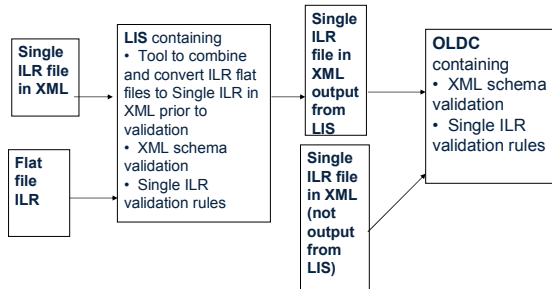 Single
ILR file
in XML
Flat
file
ILR
LIS containing
• Tool to combine
and convert ILR flat
files to Single ILR in
XML prior to
validation
• XML schema
validation
• Single ILR
validation rules
Single
ILR
file in
XML
output
from
LIS
Single
ILR file
in XML
(not
output
from
LIS)
OLDC
containing
• XML schema
validation
• Single ILR
validation rules